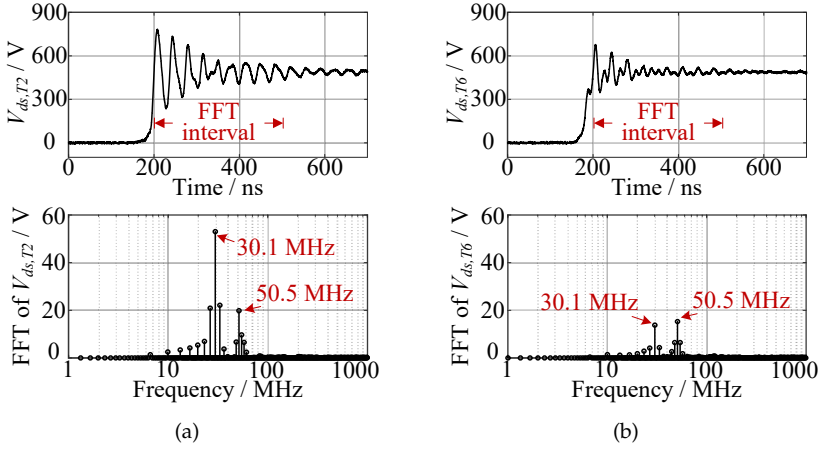 900
600
300
0
V_{ds,T2} / V
FFT
interval
0
200
400
600
Time / ns
60
40
20
0
FFT of V_{ds,T2} / V
30.1 MHz
50.5 MHz
1
10
100
1000
Frequency / MHz
(a)
900
600
300
0
V_{ds,T6} / V
FFT
interval
0
200
400
600
Time / ns
60
40
20
0
FFT of V_{ds,T6} / V
30.1 MHz
50.5 MHz
1
10
100
1000
Frequency / MHz
(b)